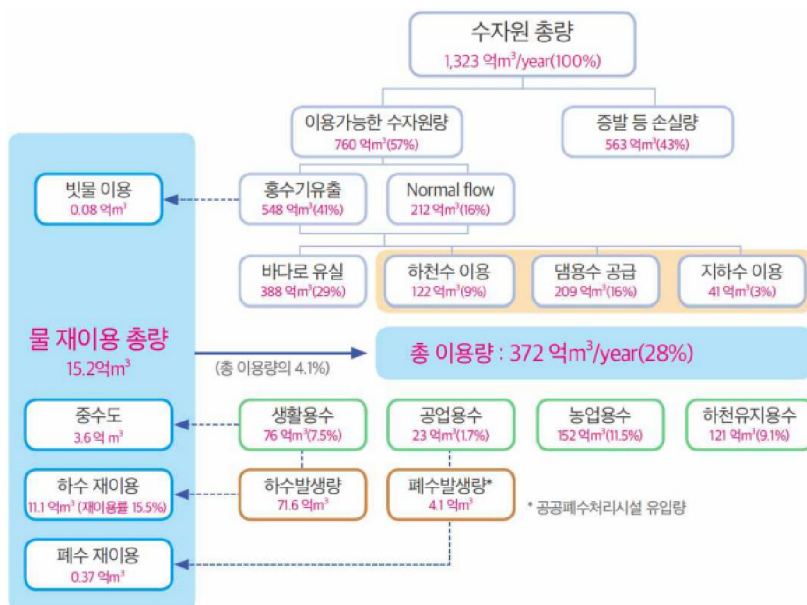 수자원 총량
1,323 억m³/year(100%)
이용가능한 수자원량
760 억m³(57%)
증발 등 손실량
563 억m³(43%)
빗물 이용
0.08 억m³
홍수기유출
548 억m³(41%)
Normal flow
212 억m³(16%)
바다로 유실
388 억m³(29%)
하천수 이용
122 억m³(9%)
댐용수 공급
209 억m³(16%)
지하수 이용
41 억m³(3%)
물 재이용 총량
15.2억m³
(총 이용량의 4.1%)
총 이용량 : 372 억m³/year(28%)
중수도
3.6 억 m³
생활용수
76 억m³(7.5%)
공업용수
23 억m³(1.7%)
농업용수
152 억m³(11.5%)
하천유지용수
121 억m³(9.1%)
하수 재이용
11.1 억m³ (재이용률 15.5%)
하수발생량
71.6 억m³
폐수발생량*
4.1 억m³
* 공공폐수처리시설 유입량
폐수 재이용
0.37 억m³